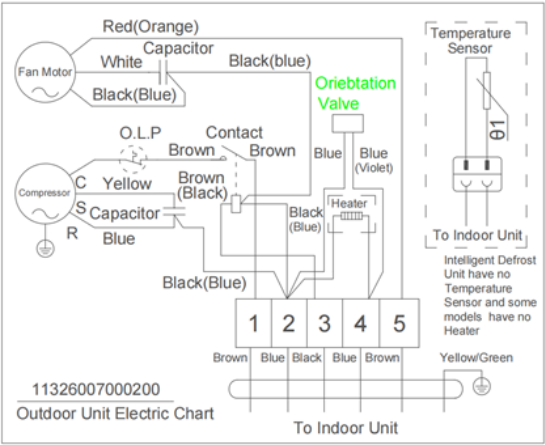 Red(Orange)
Capacitor
White
Fan Motor
Black(Blue)
Black(blue)
Oriebtation
Valve
Temperature
Sensor
θ1
O.L.P
Contact
Brown
Brown
Blue
Blue
(Violet)
Compressor
C
Yellow
Brown
(Black)
S
Capacitor
R
Blue
Black
(Blue)
Heater
To Indoor Unit
Black(Blue)
Intelligent Defrost
Unit have no
Temperature
Sensor and some
models have no
Heater
1 2 3 4 5
Brown Blue Black Blue Brown
Yellow/Green
11326007000200
Outdoor Unit Electric Chart
To Indoor Unit